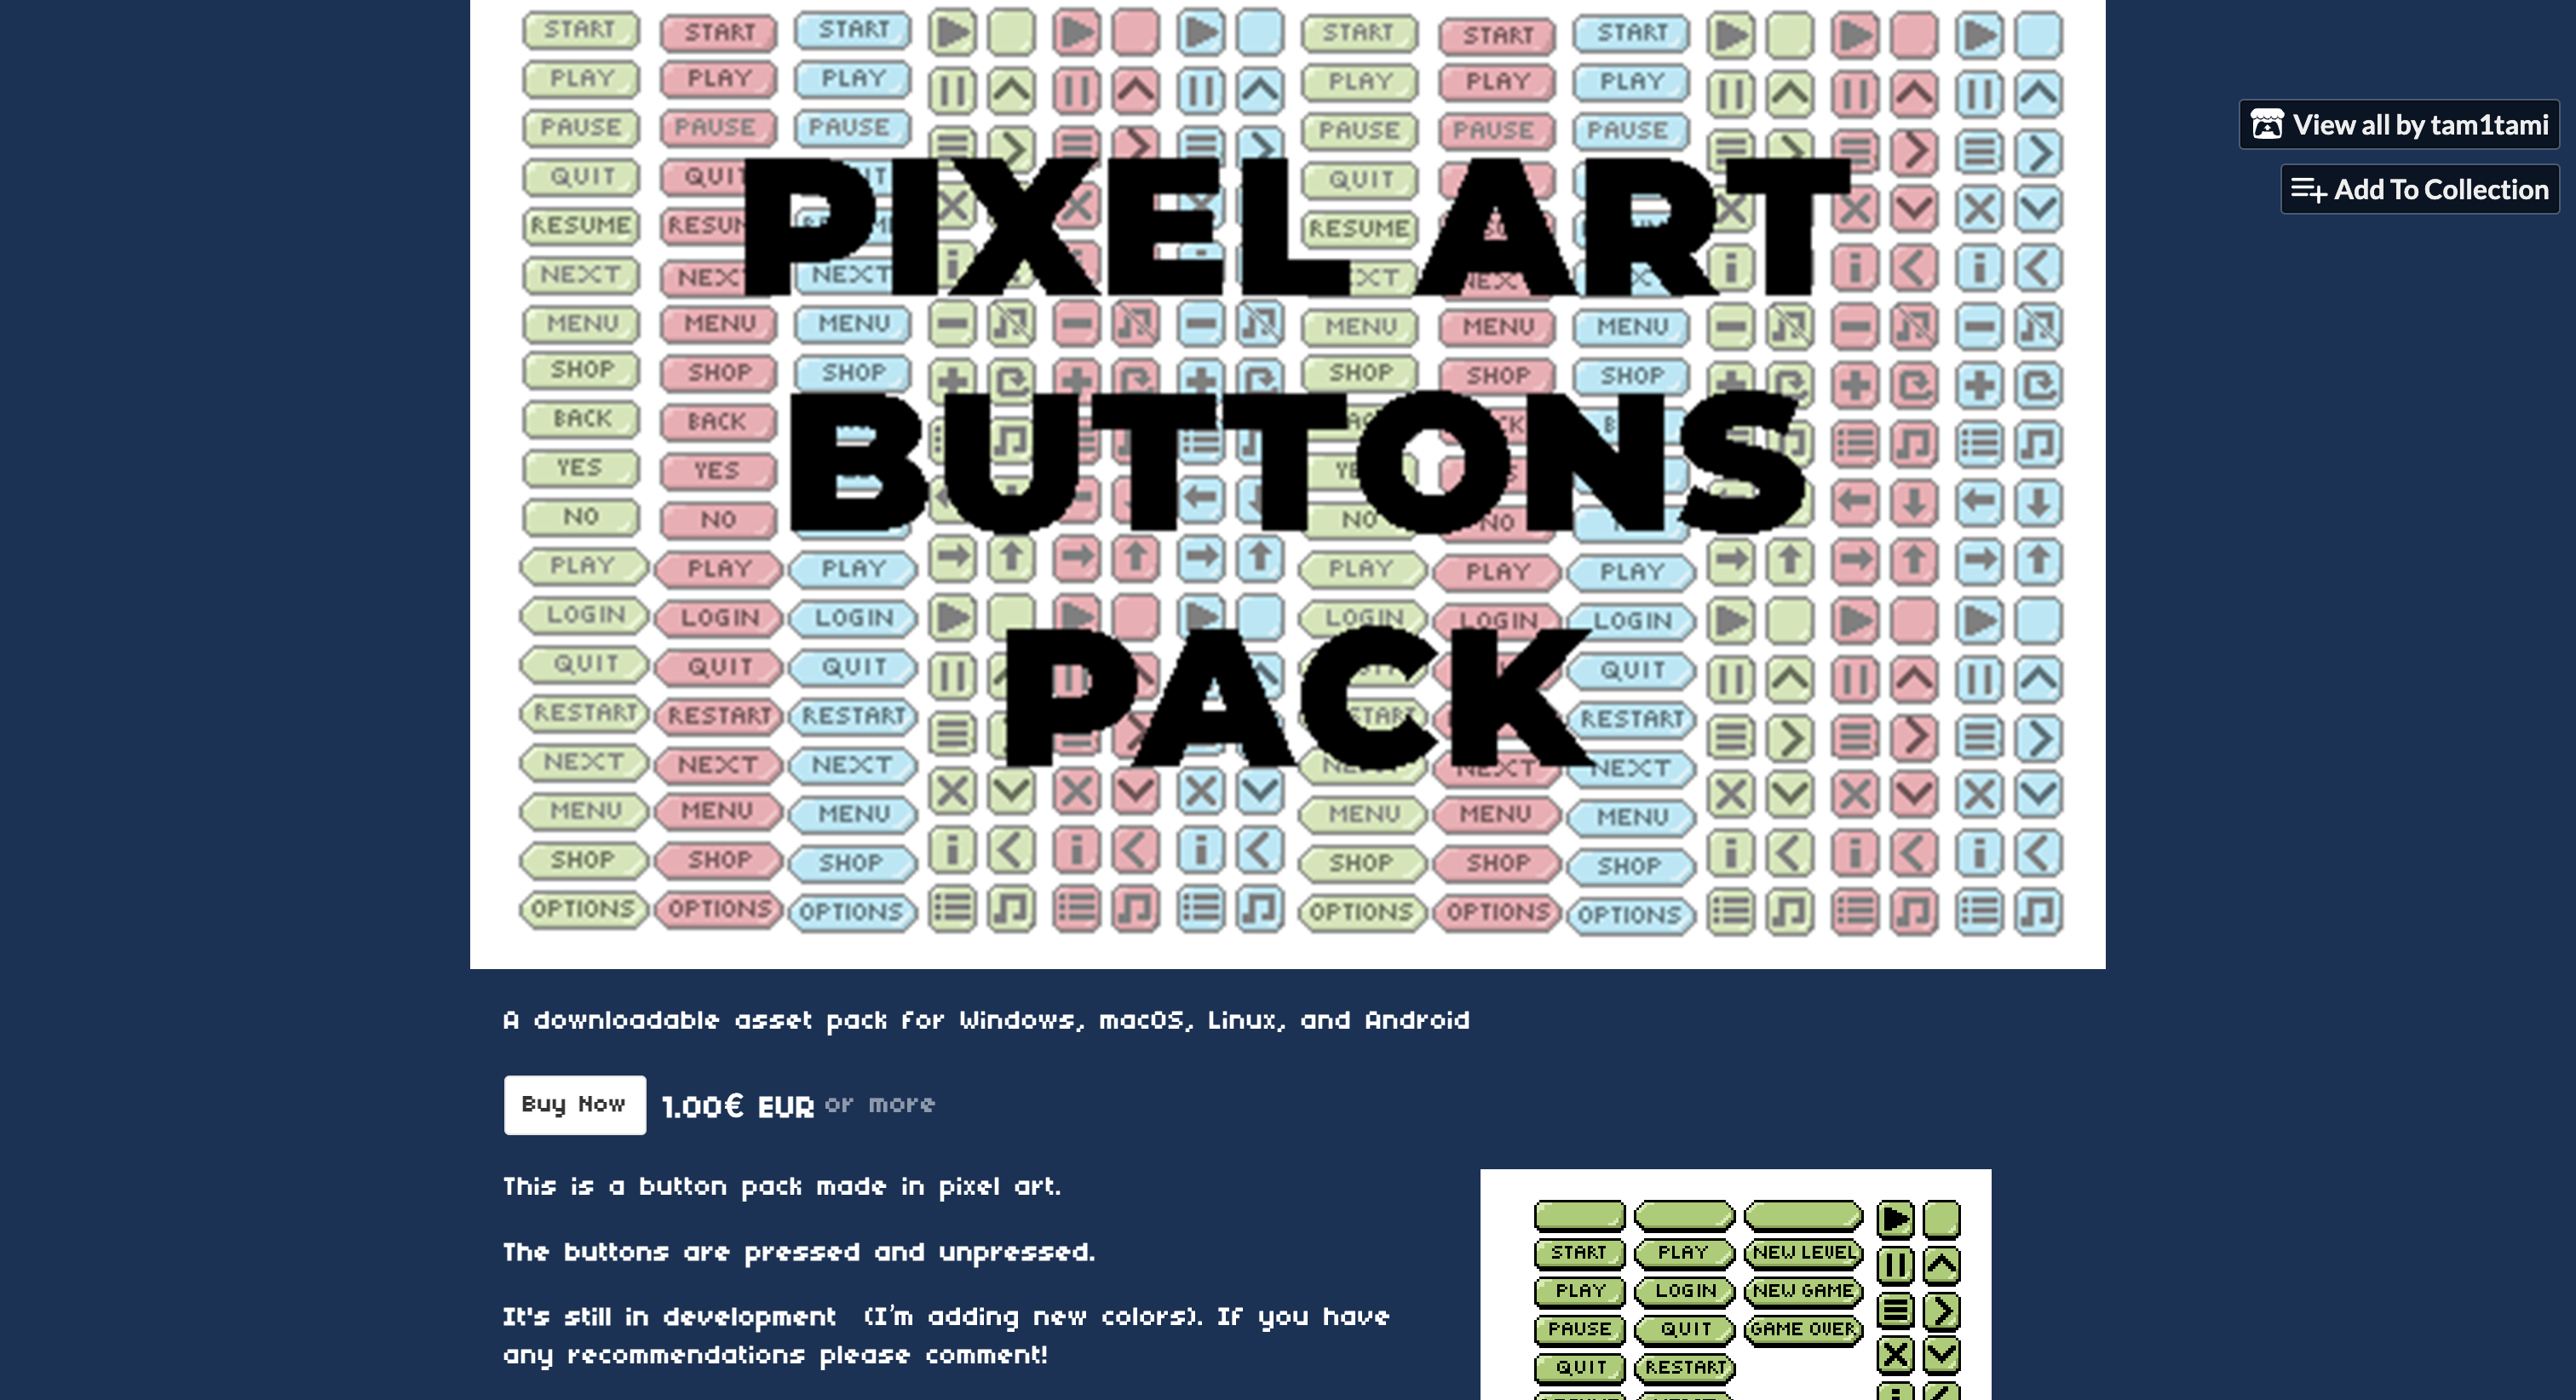 START START START START START START
PLAY PLAY PLAY PLAY PLAY PLAY
PAUSE PAUSE PAUSE PAUSE PAUSE PAUSE
View all by tam1tami
QUIT QUIT
Add To Collection
PIXEL ART
RESUME RESUME
NEXT NEXT
MENU MENU MENU MENU MENU MENU
SHOP SHOP SHOP SHOP SHOP SHOP
BACK BACK
BUTTONS
YES YES
NO NO NO NO
PLAY PLAY PLAY PLAY PLAY PLAY
LOGIN LOGIN LOGIN LOGIN LOGIN LOGIN
QUIT QUIT QUIT QUIT
PACK
RESTART RESTART RESTART RESTART
NEXT NEXT NEXT NEXT NEXT
MENU MENU MENU MENU MENU MENU
SHOP SHOP SHOP SHOP SHOP SHOP
OPTIONS OPTIONS OPTIONS OPTIONS OPTIONS OPTIONS
A downloadable asset pack for Windows, macOS, Linux, and Android
Buy Now 1.00€ EUR or more
This is a button pack made in pixel art.
The buttons are pressed and unpressed.
It's still in development (I'm adding new colors). If you have
any recommendations please comment!
START PLAY NEW LEVEL
PLAY LOGIN NEW GAME
PAUSE QUIT GAME OVER
QUIT RESTART